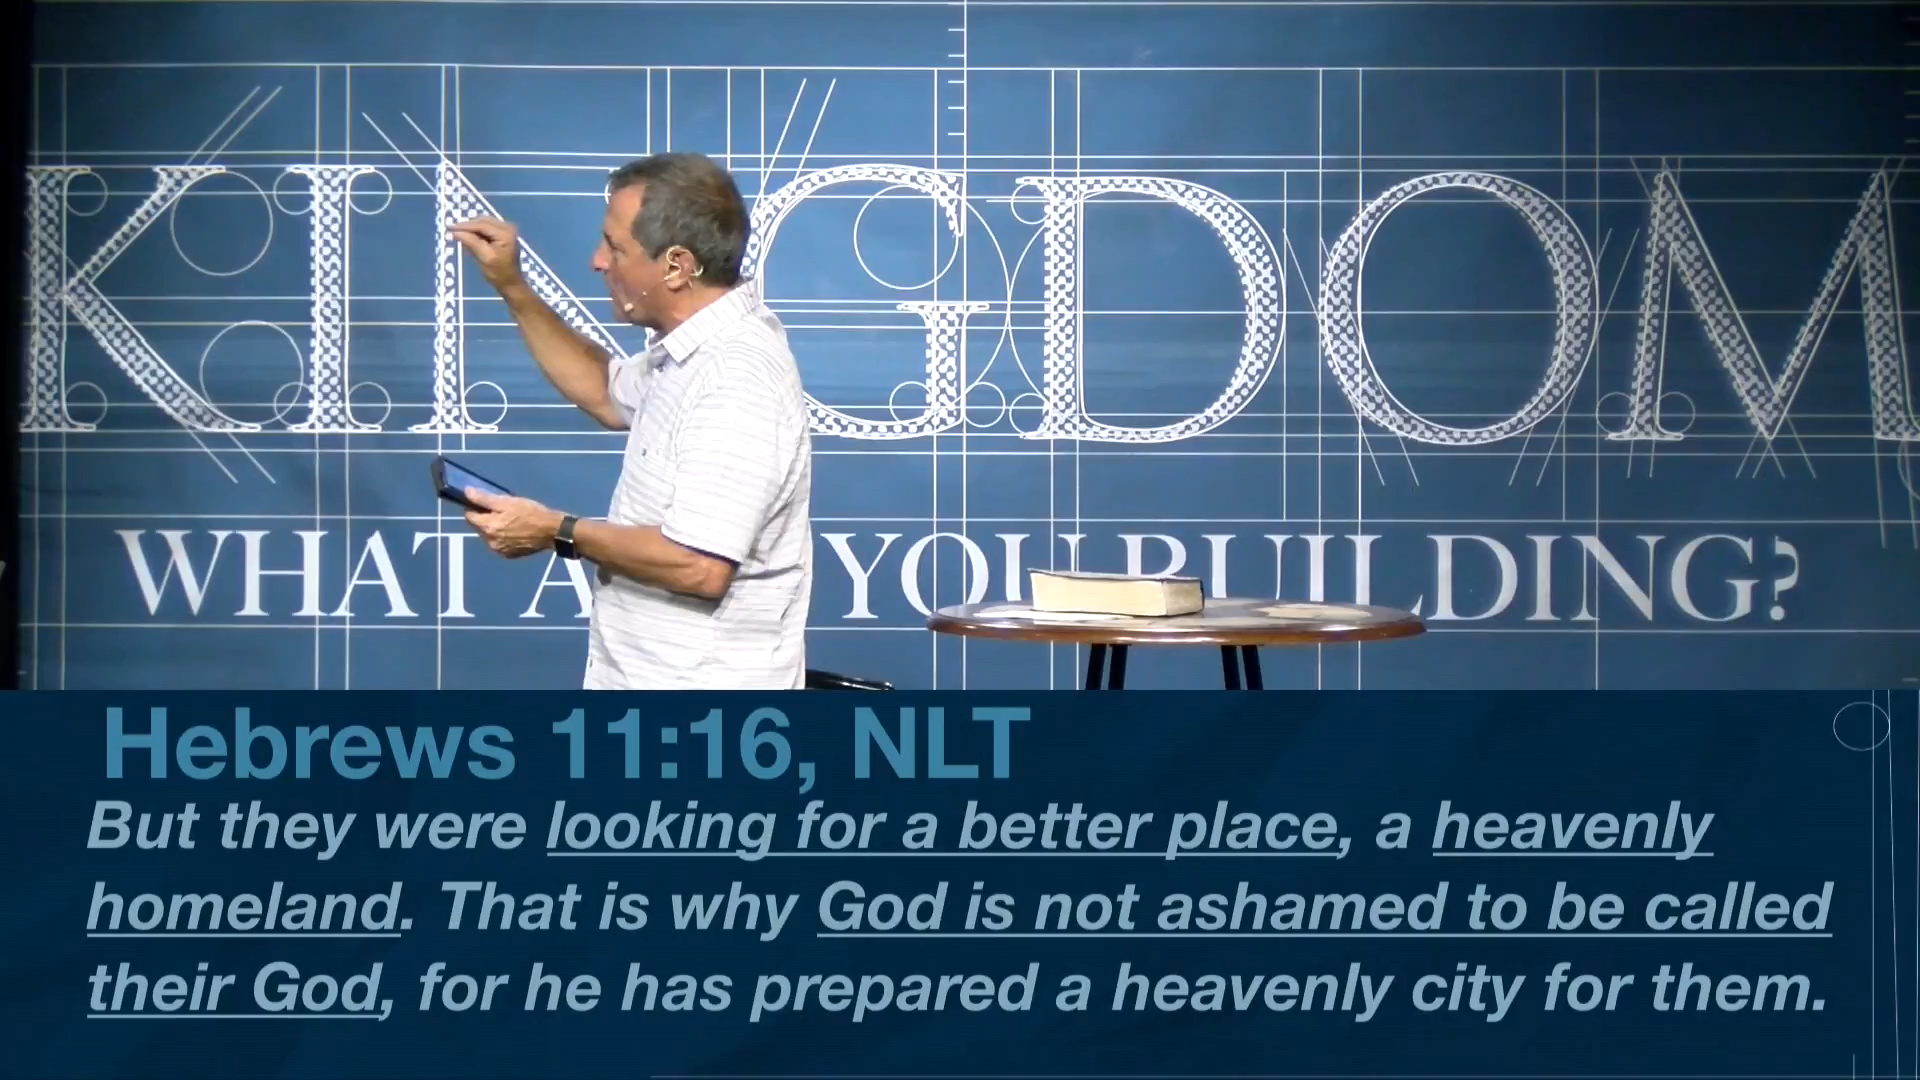 KINGDOM
WHAT A YOU BUILDING?
Hebrews 11:16, NLT
But they were looking for a better place, a heavenly
homeland. That is why God is not ashamed to be called
their God, for he has prepared a heavenly city for them.